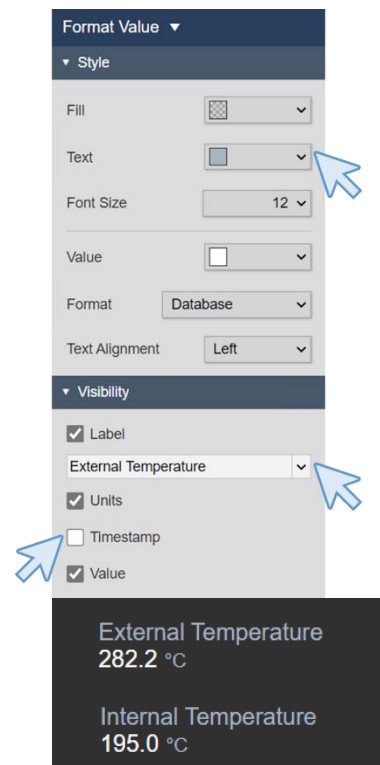 Format Value
Style
Fill
Text
Font Size 12
Value
Format Database
Text Alignment Left
Visibility
Label
External Temperature
Units
Timestamp
Value
External Temperature
282.2 °C
Internal Temperature
195.0 °C